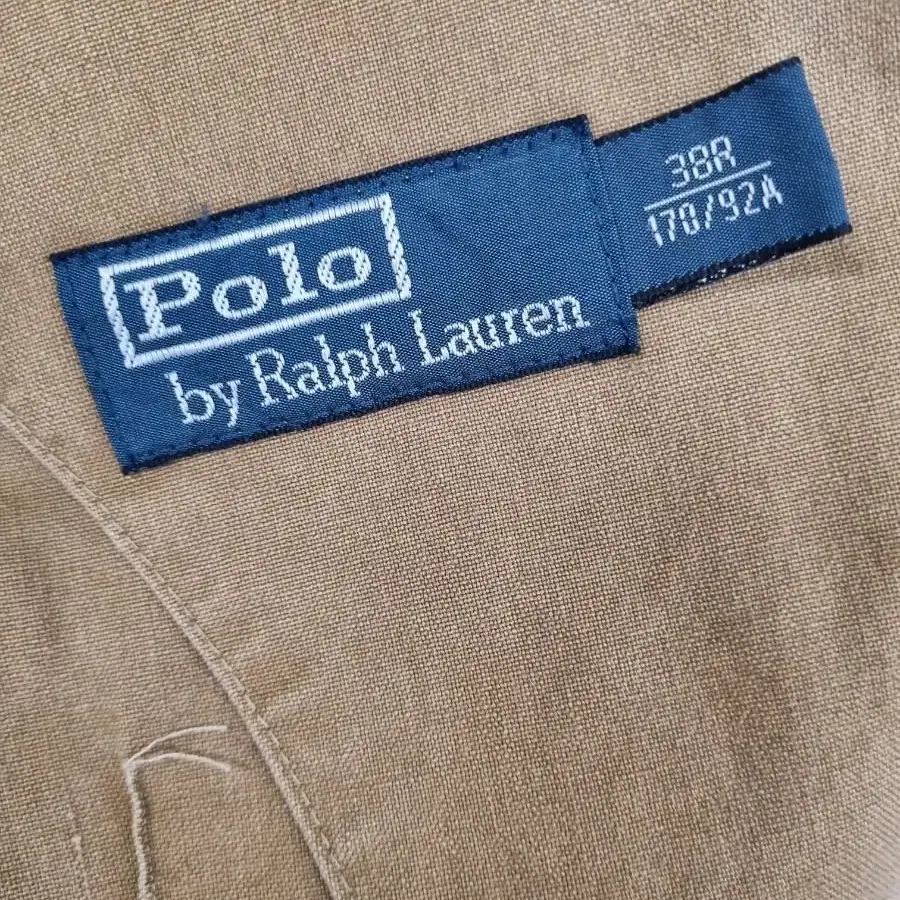 Polo
by Ralph Lauren
38R
170/92A